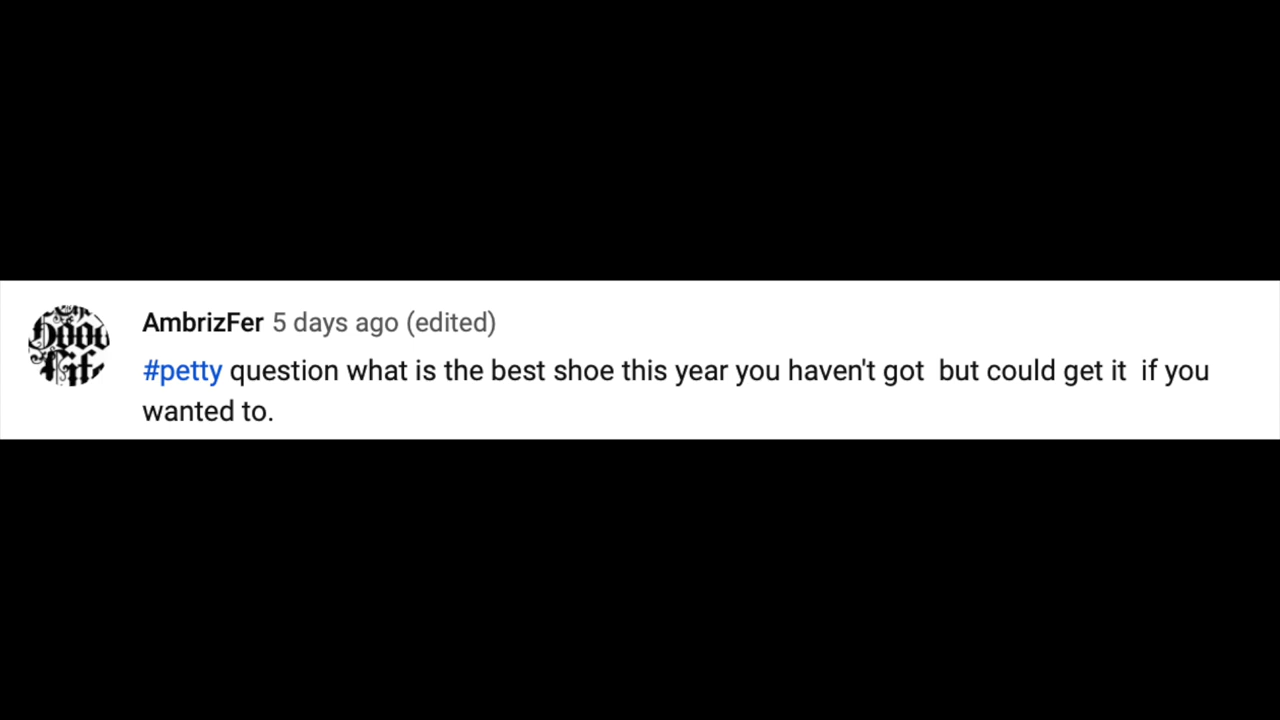 AmbrizFer 5 days ago (edited)
#petty question what is the best shoe this year you haven't got  but could get it  if you
wanted to.